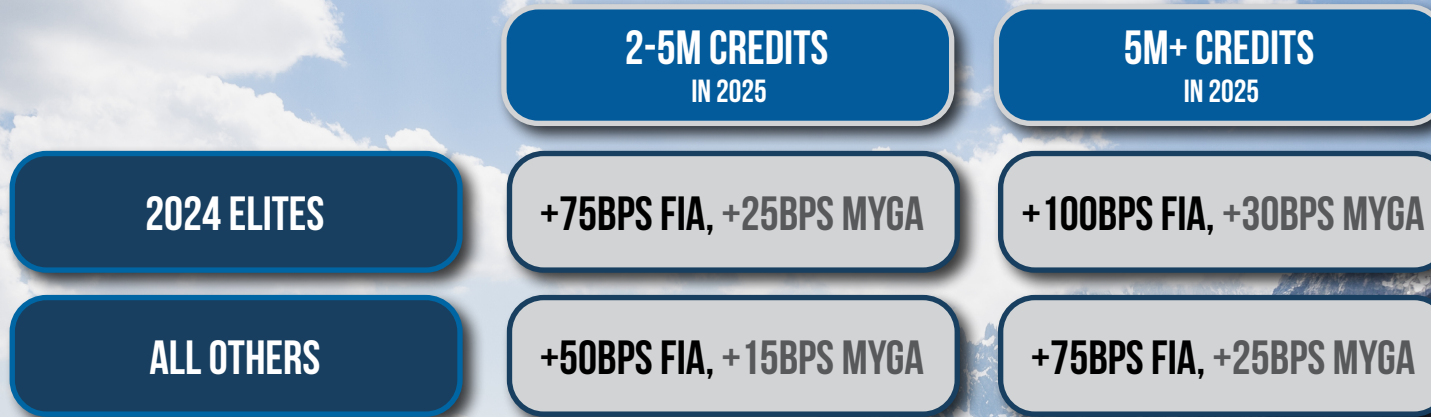 2-5M CREDITS
IN 2025
5M+ CREDITS
IN 2025
2024 ELITES
+75BPS FIA, +25BPS MYGA
+100BPS FIA, +30BPS MYGA
ALL OTHERS
+50BPS FIA, +15BPS MYGA
+75BPS FIA, +25BPS MYGA